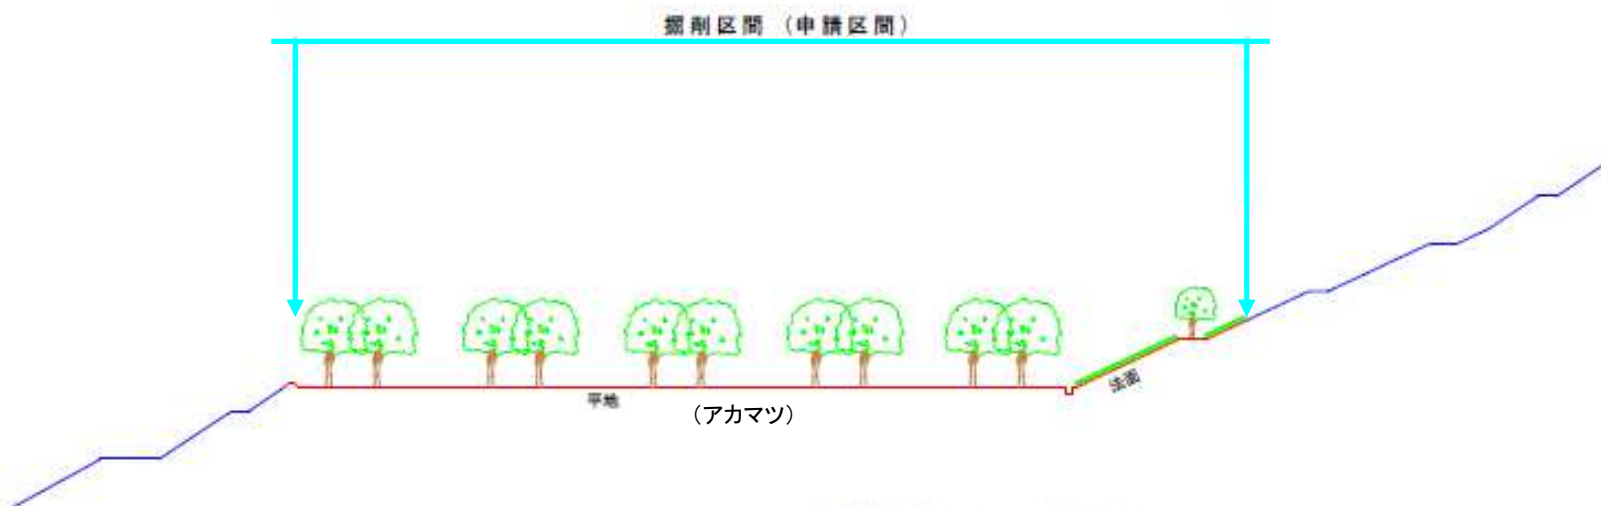 掘削区間（申請区間）
法面
平地
（アカマツ）